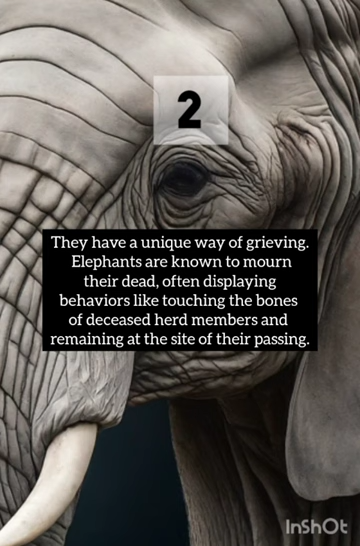 2
They have a unique way of grieving.
Elephants are known to mourn
their dead, often displaying
behaviors like touching the bones
of deceased herd members and
remaining at the site of their passing.
InShOt